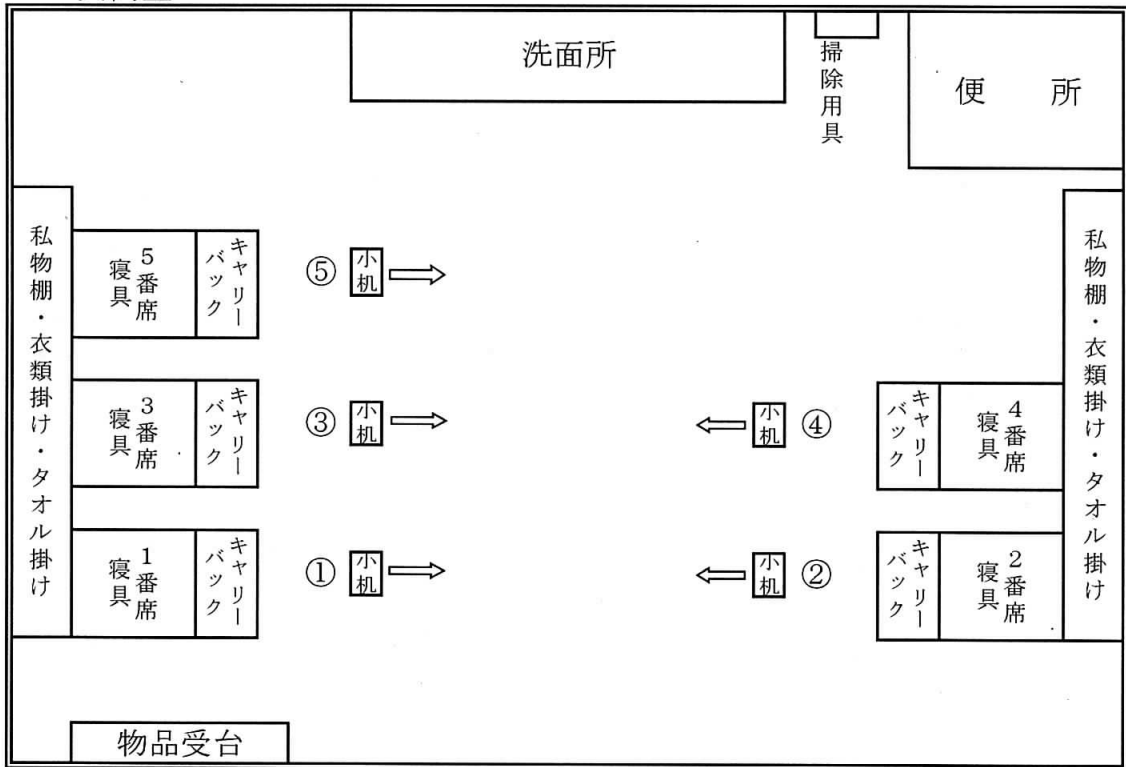 洗面所
掃除用具
便　所
私物棚・衣類掛け・タオル掛け
5番席
寝具
キャリー
バック
⑤
小机
3番席
寝具
キャリー
バック
③
小机
1番席
寝具
キャリー
バック
①
小机
小机
④
キャリー
バック
4番席
寝具
小机
②
キャリー
バック
2番席
寝具
私物棚・衣類掛け・タオル掛け
物品受台